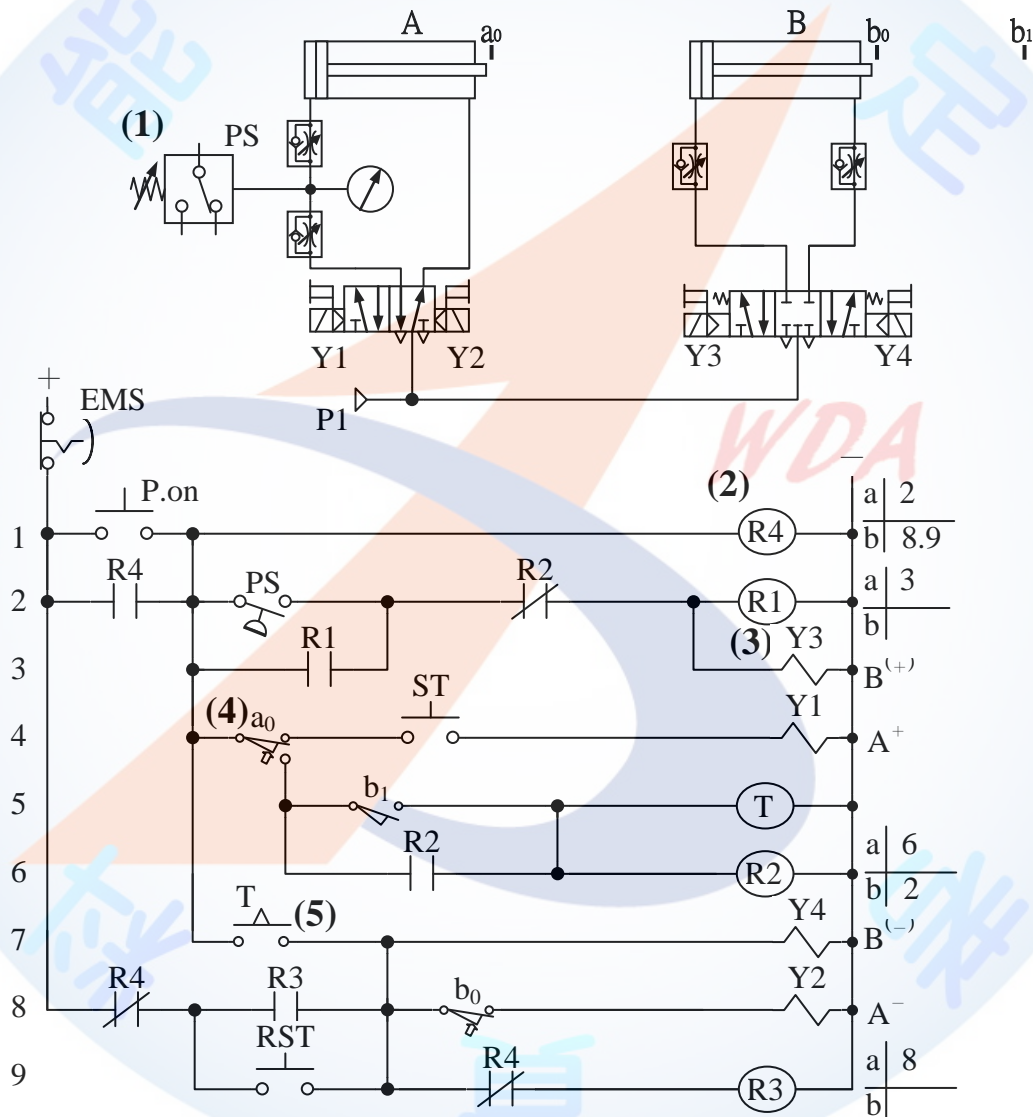 A a0 B b0 b1
(1) PS
Y1 Y2 Y3 Y4
P1
+ EMS
WDA
−
P.on (2) a 2
1 R4 b 8.9
R4 PS R2 a 3
2 R1 b
R1 (3) Y3
3 B(+)
(4) a0 ST Y1
4 A+
b1
5 T
R2 a 6
6 R2 b 2
T (5) Y4
7 B(−)
R4 R3 b0 Y2
8 A−
RST R4 a 8
9 R3 b